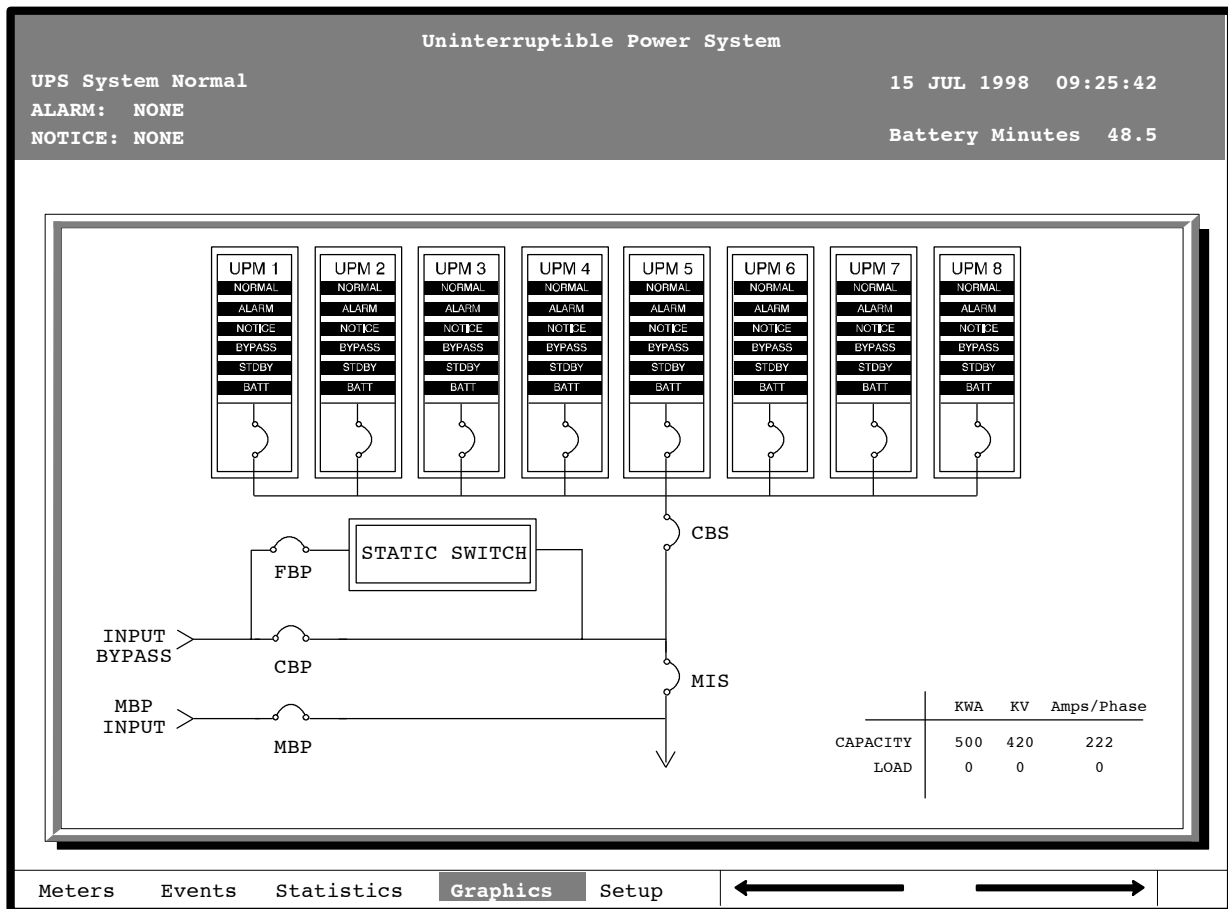 Uninterruptible Power System
UPS System Normal
15 JUL 1998 09:25:42
ALARM: NONE
NOTICE: NONE
Battery Minutes 48.5
UPM 1 UPM 2 UPM 3 UPM 4 UPM 5 UPM 6 UPM 7 UPM 8
NORMAL NORMAL NORMAL NORMAL NORMAL NORMAL NORMAL NORMAL
ALARM ALARM ALARM ALARM ALARM ALARM ALARM ALARM
NOTICE NOTICE NOTICE NOTICE NOTICE NOTICE NOTICE NOTICE
BYPASS BYPASS BYPASS BYPASS BYPASS BYPASS BYPASS BYPASS
STDBY STDBY STDBY STDBY STDBY STDBY STDBY STDBY
BATT BATT BATT BATT BATT BATT BATT BATT
CBS
STATIC SWITCH
FBP
INPUT
BYPASS
CBP
MIS
MBP
INPUT
MBP
KWA KV Amps/Phase
CAPACITY 500 420 222
LOAD 0 0 0
Meters Events Statistics Graphics Setup